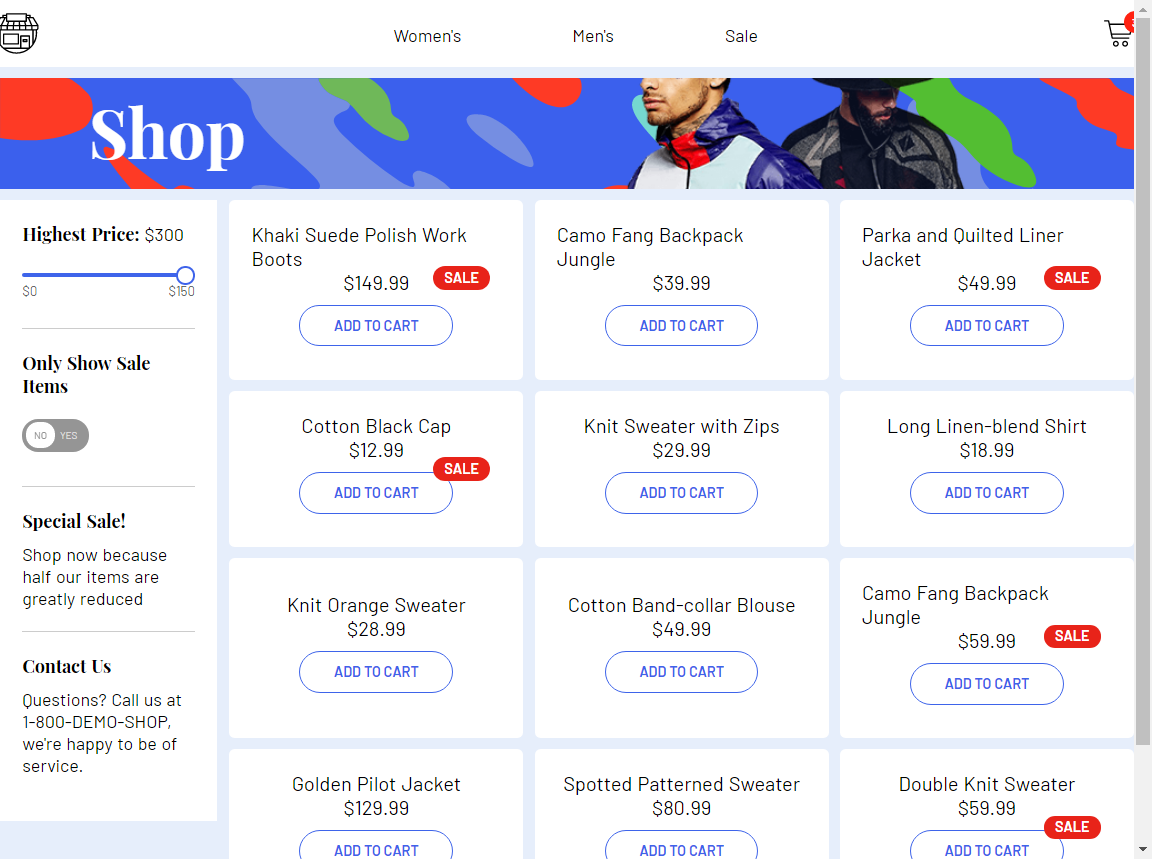 Women's
Men's
Sale
Shop
Highest Price: $300
$0
$150
Only Show Sale
Items
NO
YES
Special Sale!
Shop now because
half our items are
greatly reduced
Contact Us
Questions? Call us at
1-800-DEMO-SHOP,
we're happy to be of
service.
Khaki Suede Polish Work
Boots
$149.99
SALE
ADD TO CART
Camo Fang Backpack
Jungle
$39.99
ADD TO CART
Parka and Quilted Liner
Jacket
$49.99
SALE
ADD TO CART
Cotton Black Cap
$12.99
SALE
ADD TO CART
Knit Sweater with Zips
$29.99
ADD TO CART
Long Linen-blend Shirt
$18.99
ADD TO CART
Knit Orange Sweater
$28.99
ADD TO CART
Cotton Band-collar Blouse
$49.99
ADD TO CART
Camo Fang Backpack
Jungle
$59.99
SALE
ADD TO CART
Golden Pilot Jacket
$129.99
ADD TO CART
Spotted Patterned Sweater
$80.99
ADD TO CART
Double Knit Sweater
$59.99
SALE
ADD TO CART